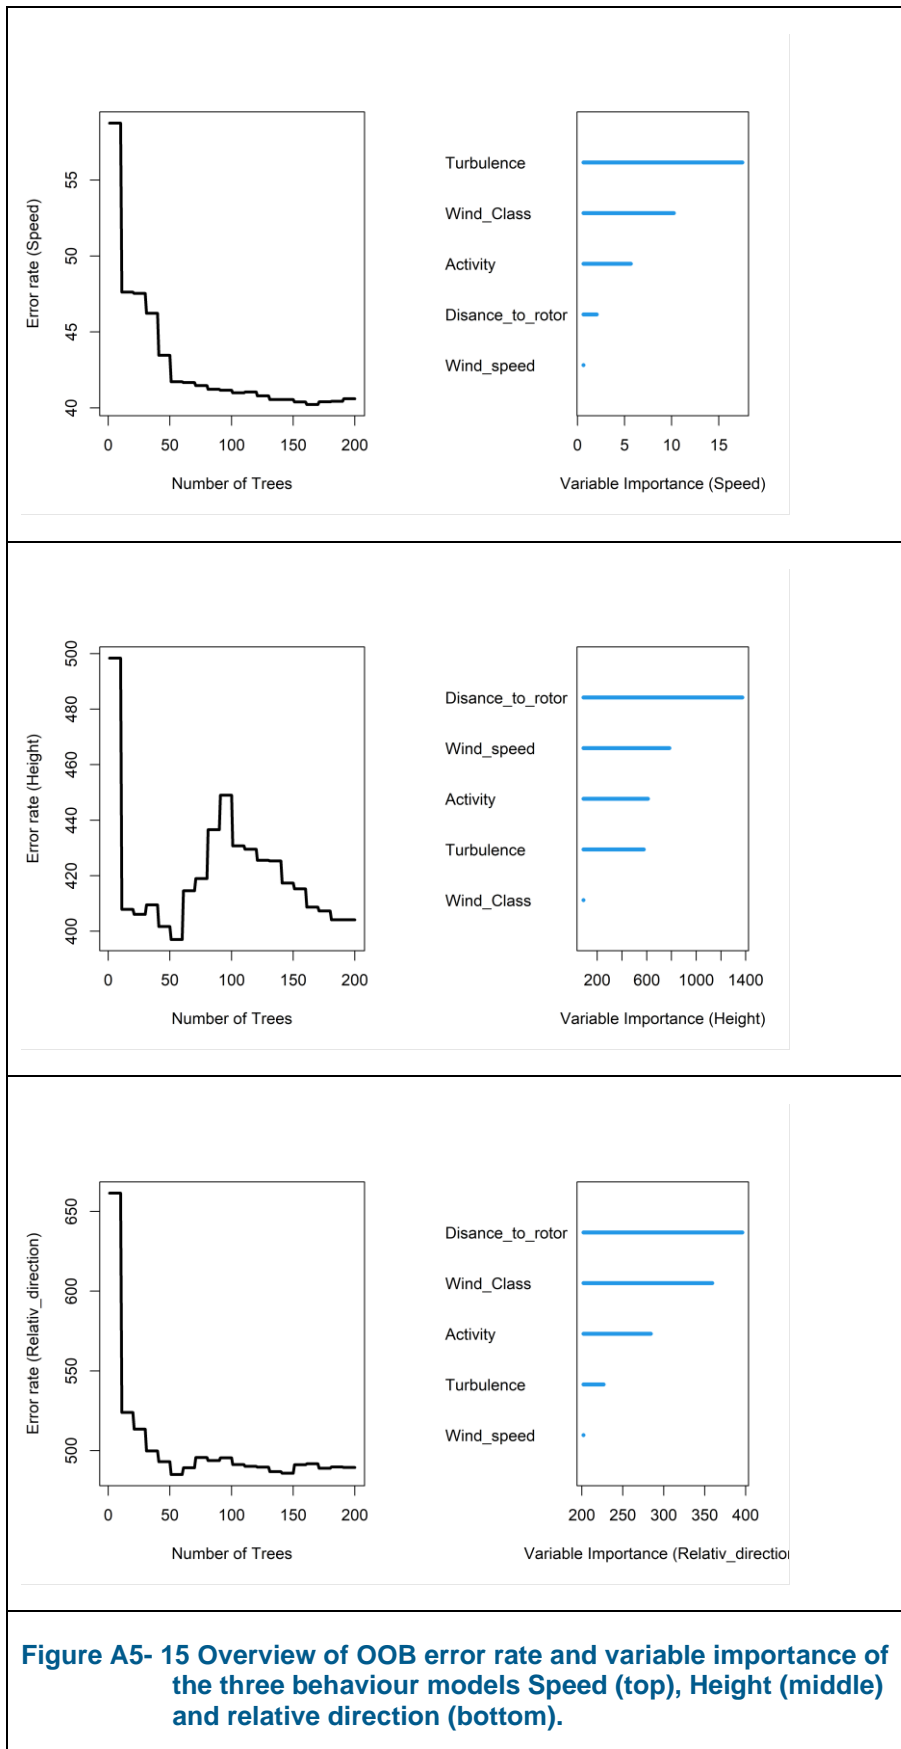 Error rate (Speed)
55
50
45
40
0 50 100 150 200
Number of Trees
Turbulence
Wind_Class
Activity
Disance_to_rotor
Wind_speed
0 5 10 15
Variable Importance (Speed)
Error rate (Height)
500
480
460
440
420
400
0 50 100 150 200
Number of Trees
Disance_to_rotor
Wind_speed
Activity
Turbulence
Wind_Class
200 600 1000 1400
Variable Importance (Height)
Error rate (Relativ_direction)
650
600
550
500
0 50 100 150 200
Number of Trees
Disance_to_rotor
Wind_Class
Activity
Turbulence
Wind_speed
200 250 300 350 400
Variable Importance (Relativ_direction
Figure A5- 15 Overview of OOB error rate and variable importance of
the three behaviour models Speed (top), Height (middle)
and relative direction (bottom).